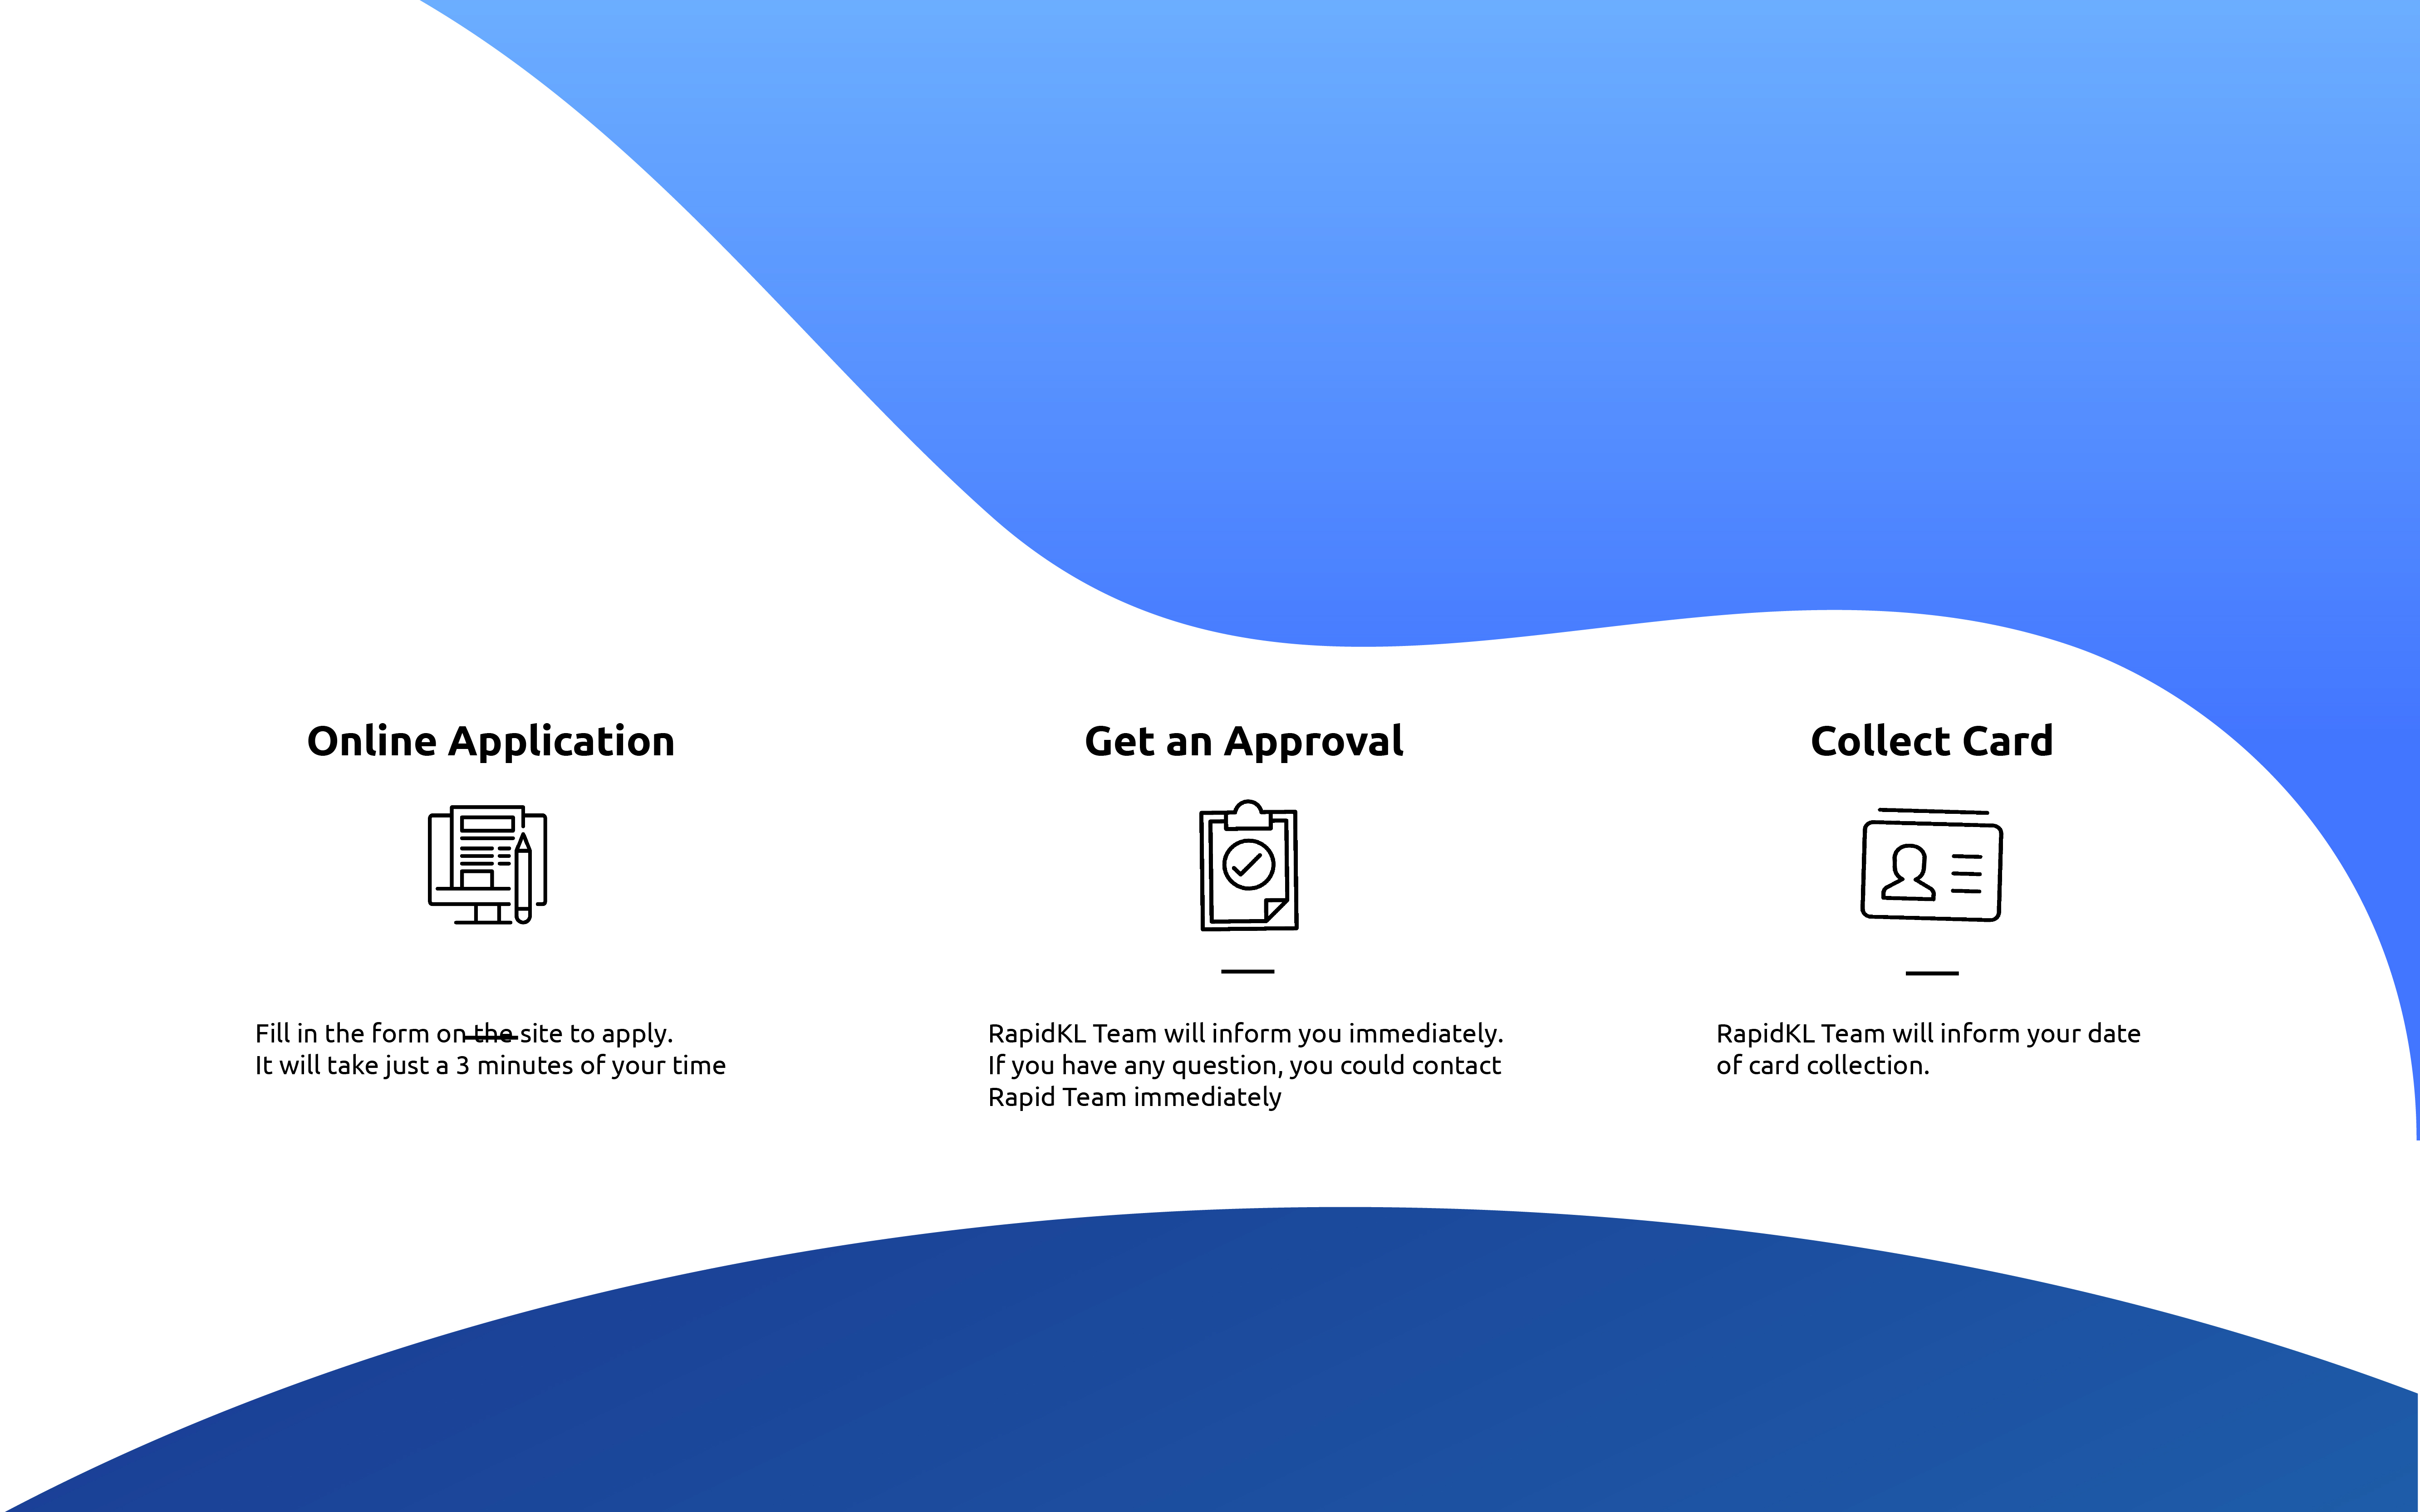 Online Application
Get an Approval
Collect Card
Fill in the form on the site to apply.
It will take just a 3 minutes of your time
RapidKL Team will inform you immediately.
If you have any question, you could contact
Rapid Team immediately
RapidKL Team will inform your date
of card collection.